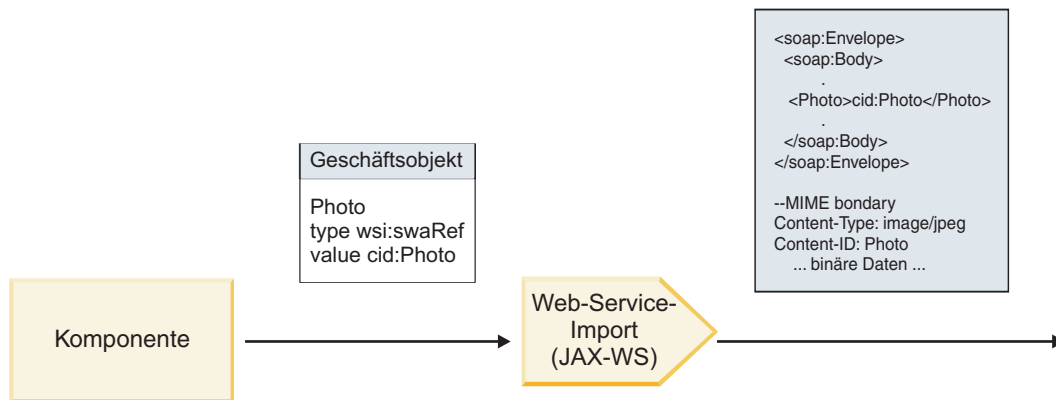 <soap:Envelope>
<soap:Body>
.
<Photo>cid:Photo</Photo>
.
</soap:Body>
</soap:Envelope>
--MIME bondary
Content-Type: image/jpeg
Content-ID: Photo
... binäre Daten ...
Geschäftsobjekt
Photo
type wsi:swaRef
value cid:Photo
Komponente
Web-Service-
Import
(JAX-WS)